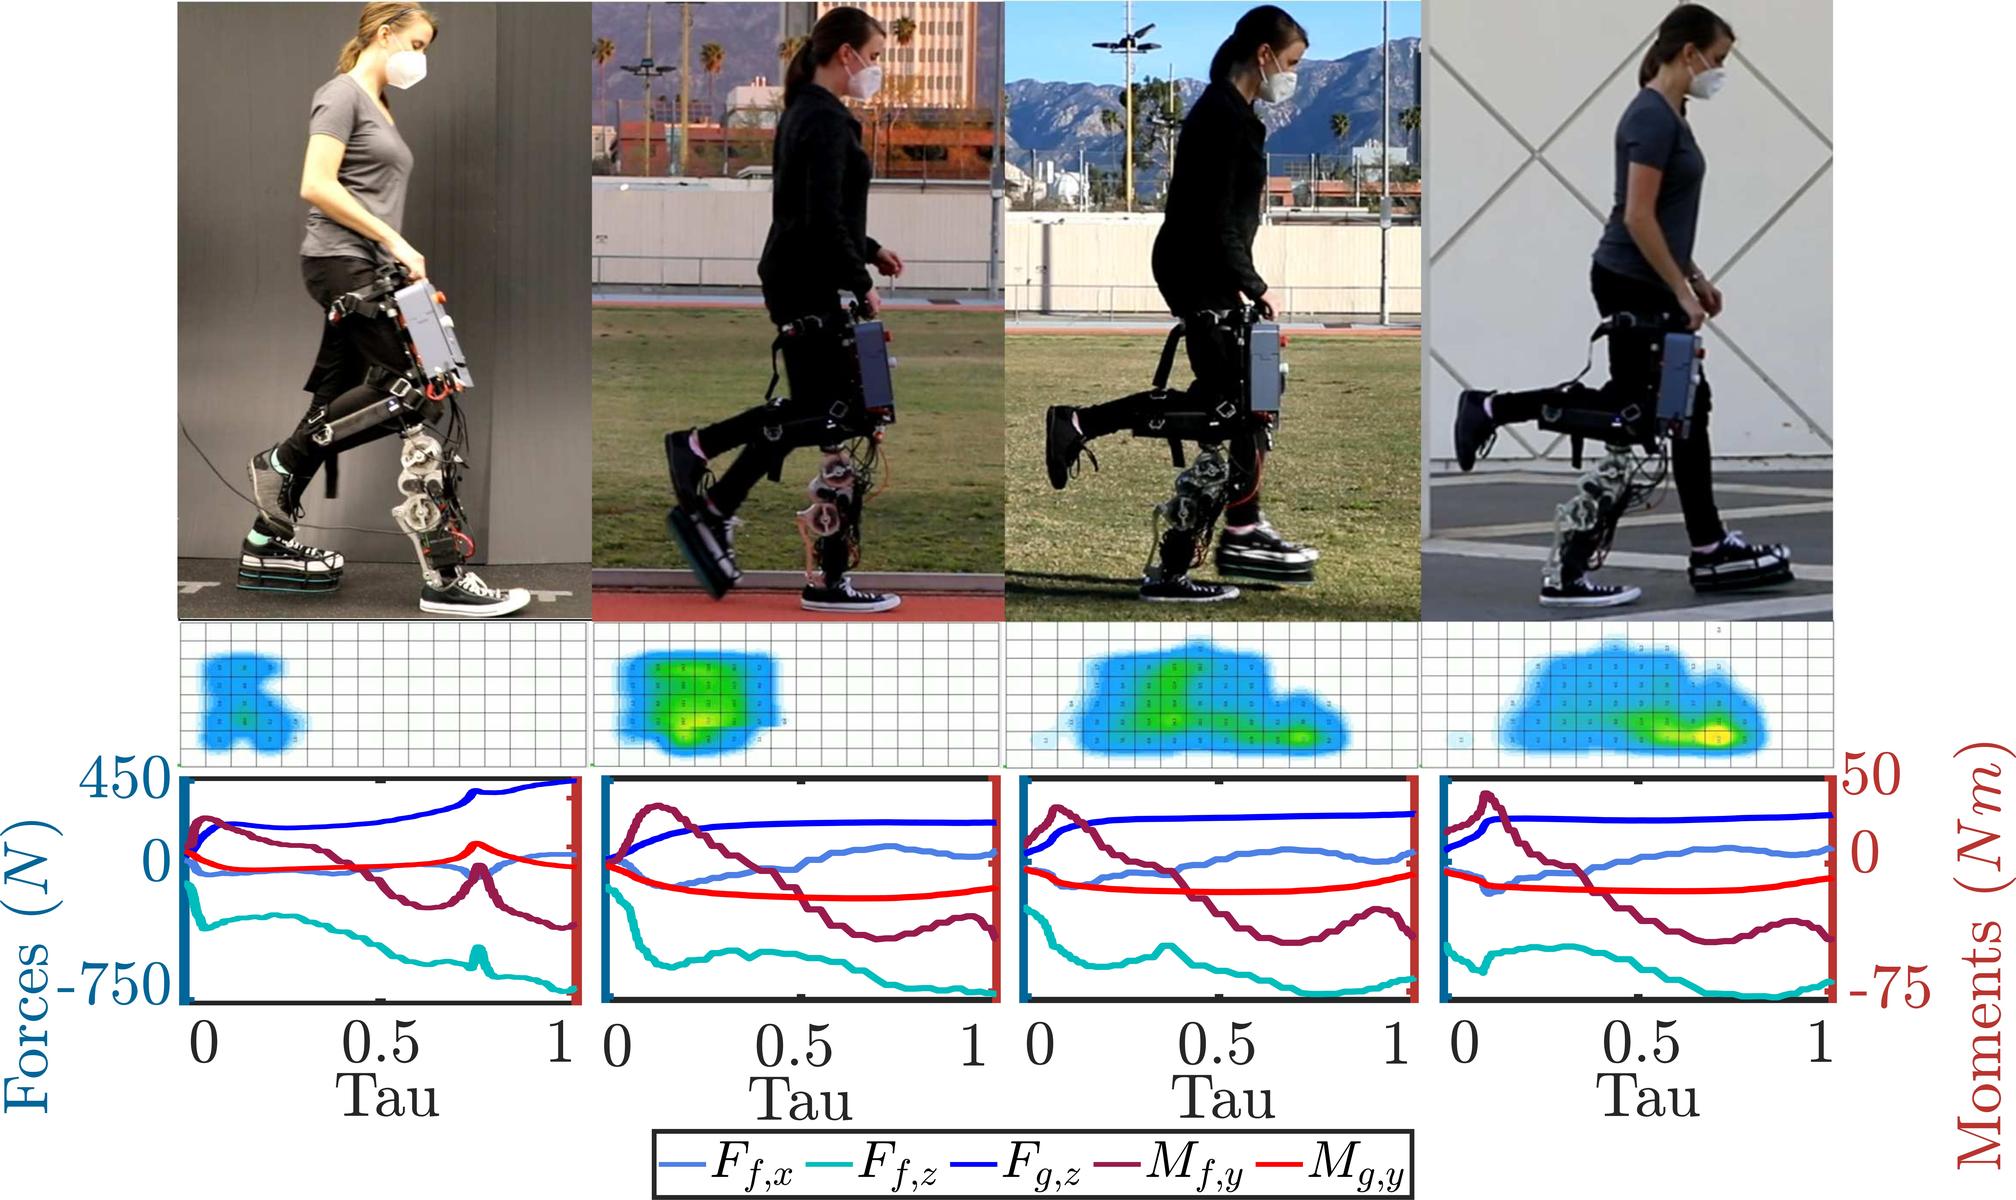 450
0
-750
Forces (N)
50
0
-75
Moments (Nm)
0 0.5 1
Tau
0 0.5 1
Tau
0 0.5 1
Tau
0 0.5 1
Tau
F_{f,x} F_{f,z} F_{g,z} M_{f,y} M_{g,y}